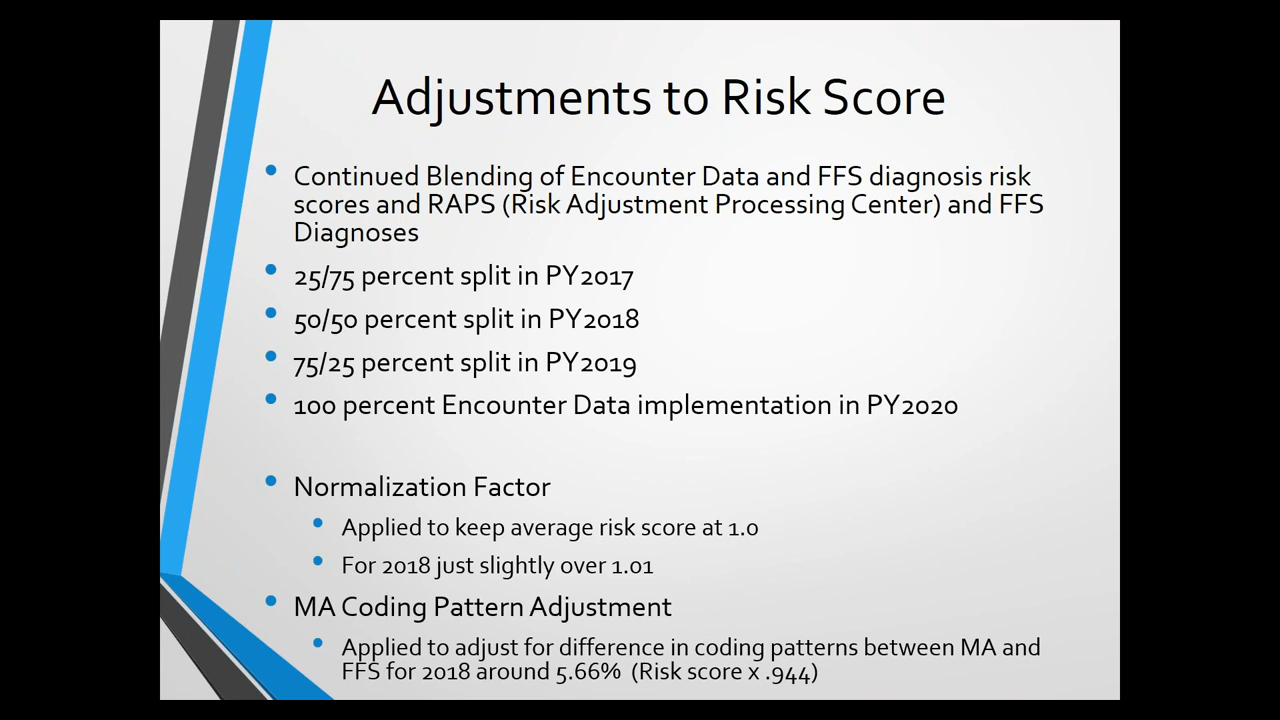 Adjustments to Risk Score
• Continued Blending of Encounter Data and FFS diagnosis risk
scores and RAPS (Risk Adjustment Processing Center) and FFS
Diagnoses
• 25/75 percent split in PY2017
• 50/50 percent split in PY2018
• 75/25 percent split in PY2019
• 100 percent Encounter Data implementation in PY2020
• Normalization Factor
• Applied to keep average risk score at 1.0
• For 2018 just slightly over 1.01
• MA Coding Pattern Adjustment
• Applied to adjust for difference in coding patterns between MA and
FFS for 2018 around 5.66% (Risk score x .944)